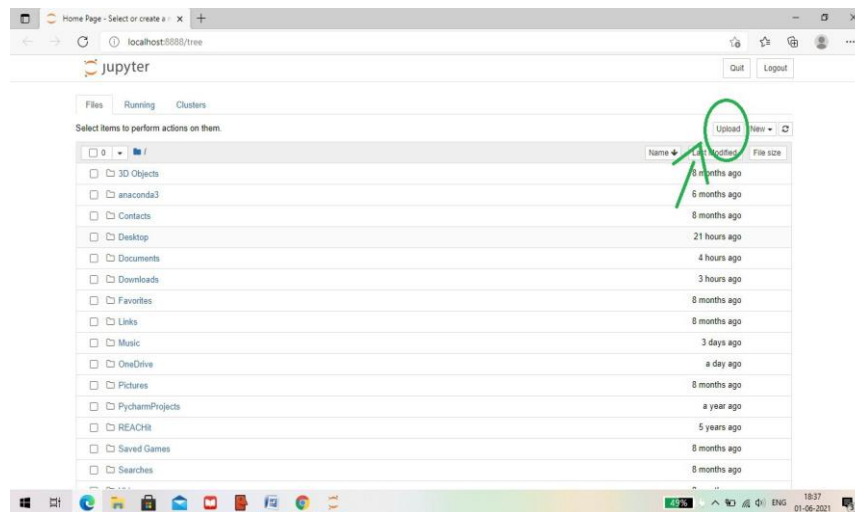 Home Page - Select or create a
localhost:8888/tree
jupyter
Quit
Logout
Files
Running
Clusters
Select items to perform actions on them.
Upload
New
0
/
Name
Last Modified
File size
3D Objects
8 months ago
anaconda3
6 months ago
Contacts
8 months ago
Desktop
21 hours ago
Documents
4 hours ago
Downloads
3 hours ago
Favorites
8 months ago
Links
8 months ago
Music
3 days ago
OneDrive
a day ago
Pictures
8 months ago
PycharmProjects
a year ago
REACHit
5 years ago
Saved Games
8 months ago
Searches
8 months ago
49%
ENG
18:37
01-06-2021